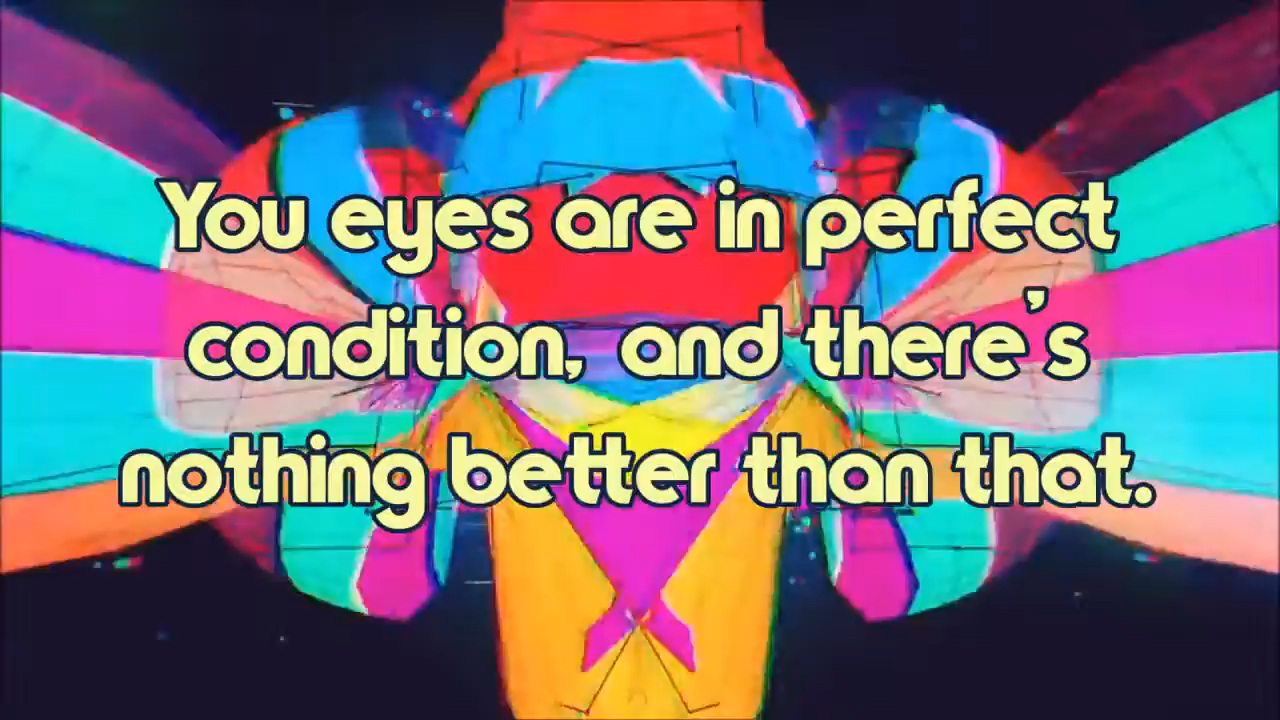 You eyes are in perfect
condition, and there's
nothing better than that.